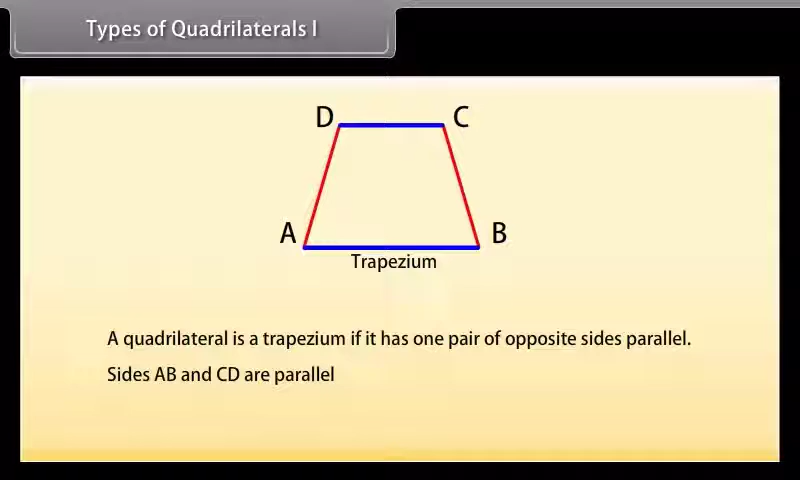 Types of Quadrilaterals I
D C
A B
Trapezium
A quadrilateral is a trapezium if it has one pair of opposite sides parallel.
Sides AB and CD are parallel